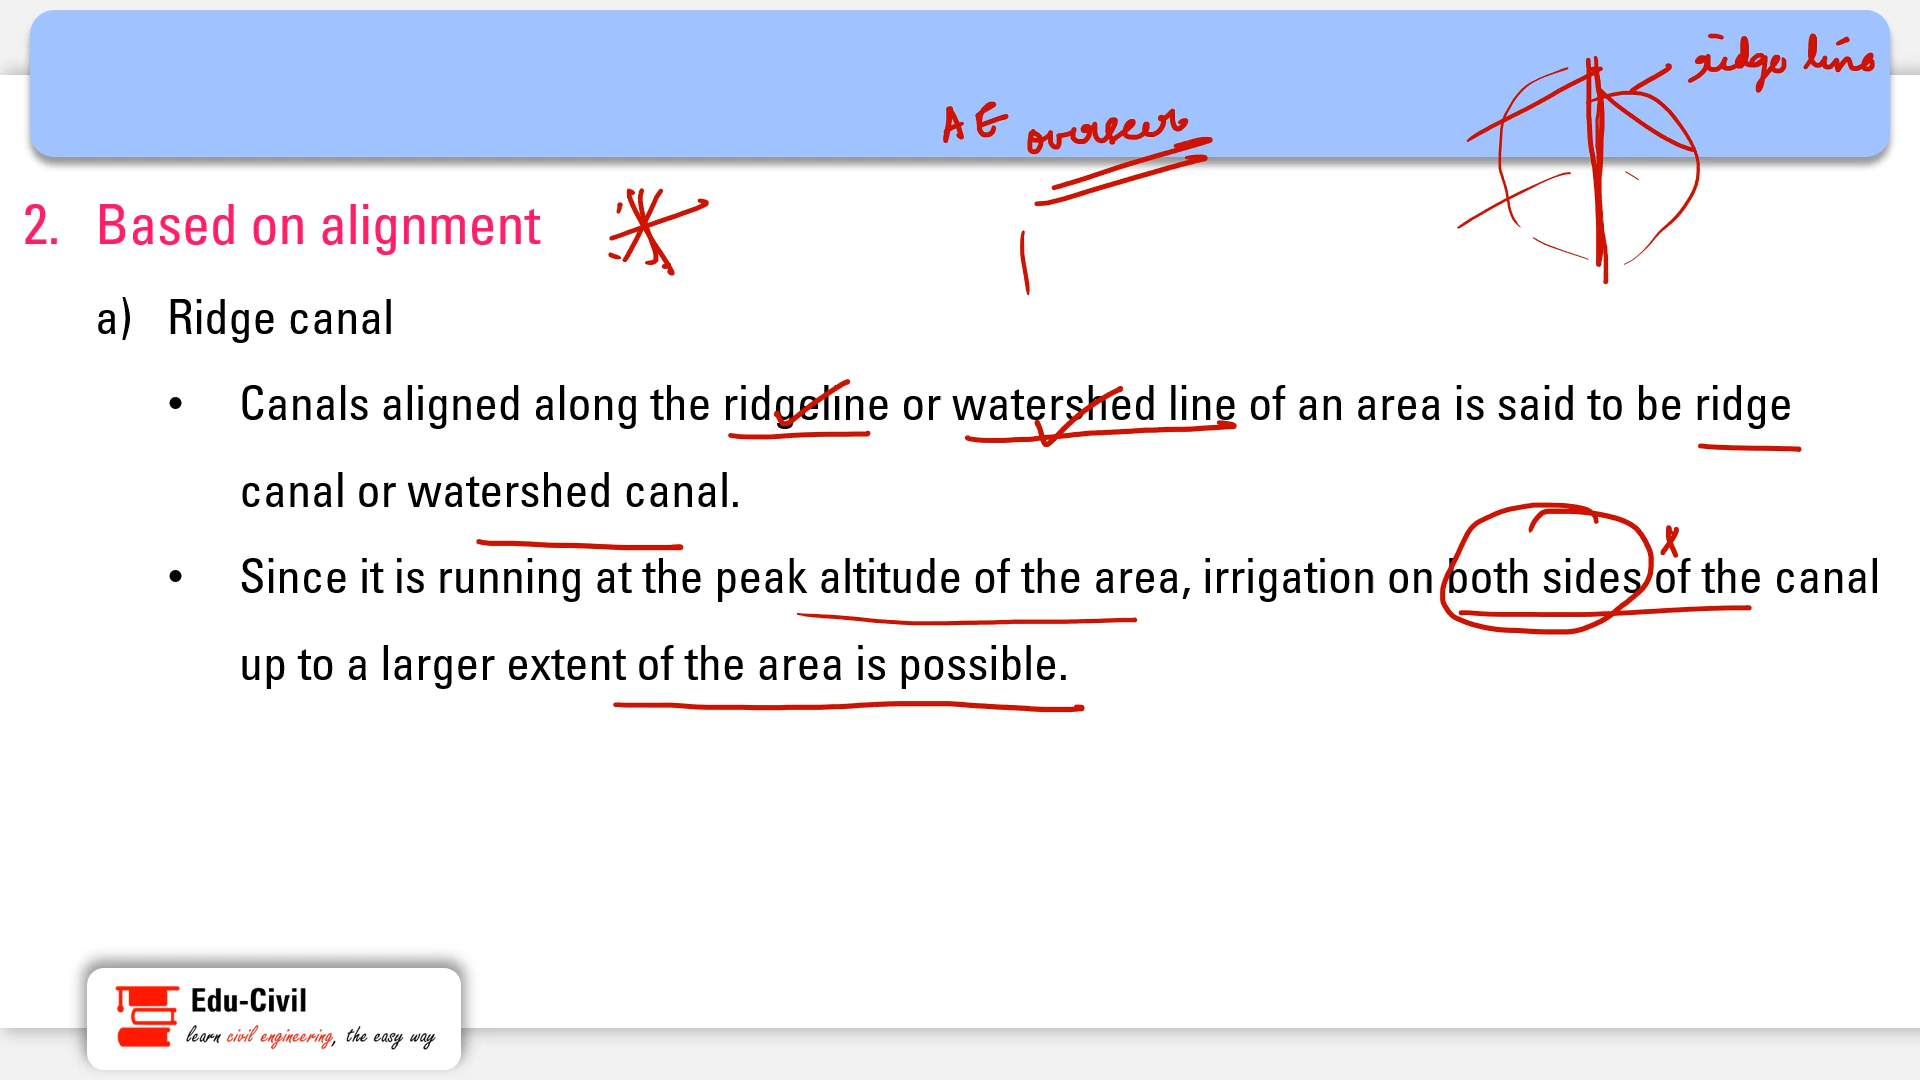 ridge line
AE overseer
2. Based on alignment
a) Ridge canal
• Canals aligned along the ridgeline or watershed line of an area is said to be ridge
canal or watershed canal.
• Since it is running at the peak altitude of the area, irrigation on both sides of the canal
up to a larger extent of the area is possible.
Edu-Civil
learn civil engineering, the easy way